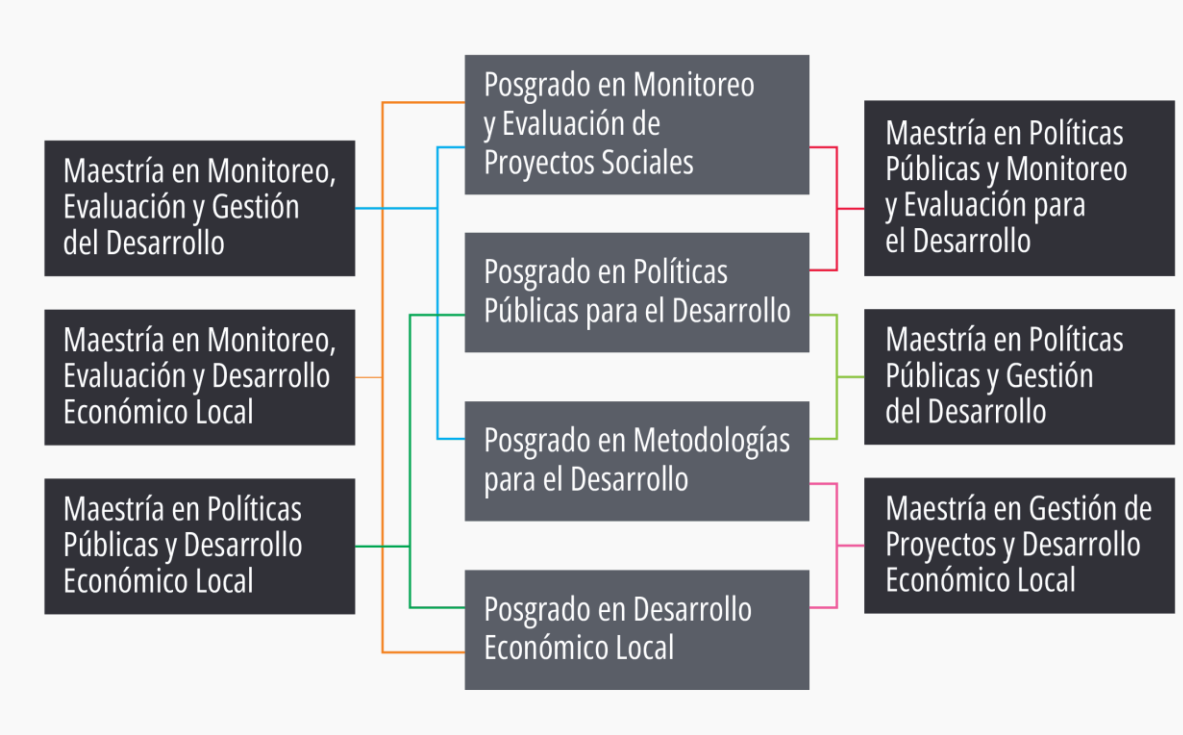 Maestría en Monitoreo,
Evaluación y Gestión
del Desarrollo
Maestría en Monitoreo,
Evaluación y Desarrollo
Económico Local
Maestría en Políticas
Públicas y Desarrollo
Económico Local
Posgrado en Monitoreo
y Evaluación de
Proyectos Sociales
Posgrado en Políticas
Públicas para el Desarrollo
Posgrado en Metodologías
para el Desarrollo
Posgrado en Desarrollo
Económico Local
Maestría en Políticas
Públicas y Monitoreo
y Evaluación para
el Desarrollo
Maestría en Políticas
Públicas y Gestión
del Desarrollo
Maestría en Gestión de
Proyectos y Desarrollo
Económico Local